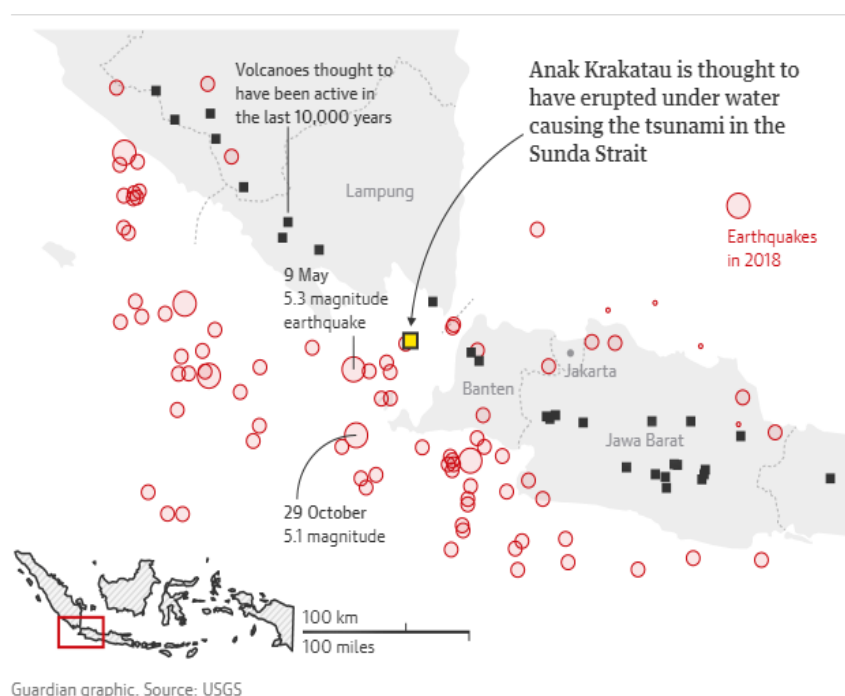 Volcanoes thought to
have been active in
the last 10,000 years
Anak Krakatau is thought to
have erupted under water
causing the tsunami in the
Sunda Strait
Lampung
Earthquakes
in 2018
9 May
5.3 magnitude
earthquake
Banten
Jakarta
Jawa Barat
29 October
5.1 magnitude
100 km
100 miles
Guardian graphic. Source: USGS